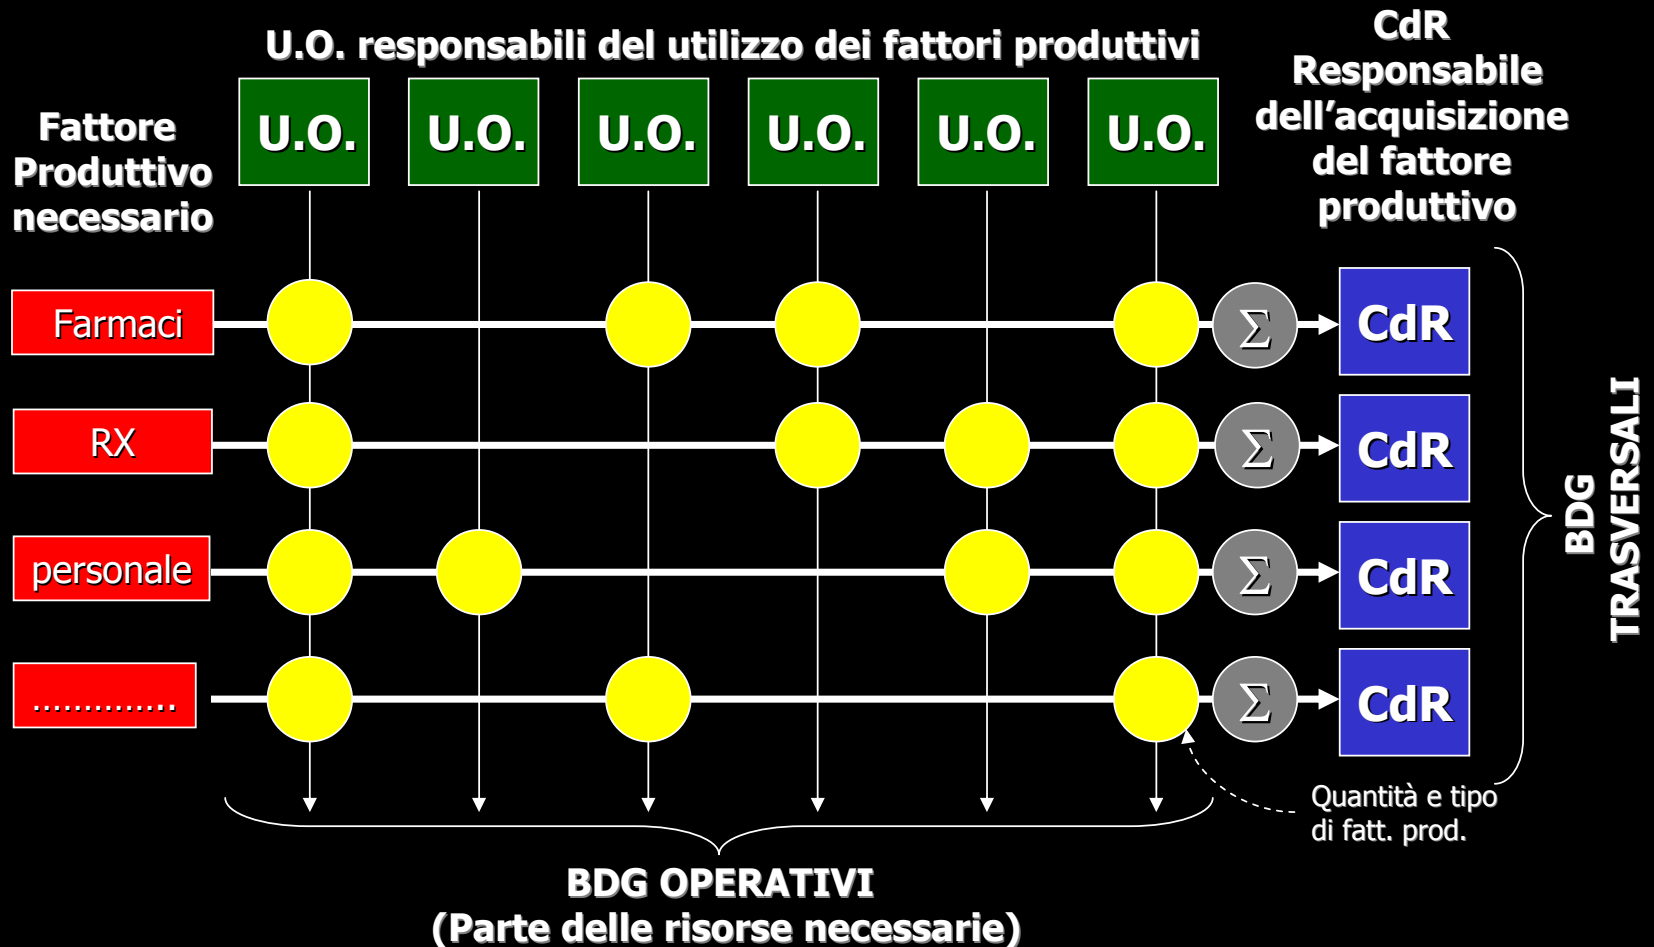 U.O. responsabili del utilizzo dei fattori produttivi
CdR
Responsabile
dell’acquisizione
del fattore
produttivo
Fattore
Produttivo
necessario
U.O. U.O. U.O. U.O. U.O. U.O.
Farmaci Σ CdR
RX Σ CdR
personale Σ CdR
………….. Σ CdR
BDG
TRASVERSALI
Quantità e tipo
di fatt. prod.
BDG OPERATIVI
(Parte delle risorse necessarie)